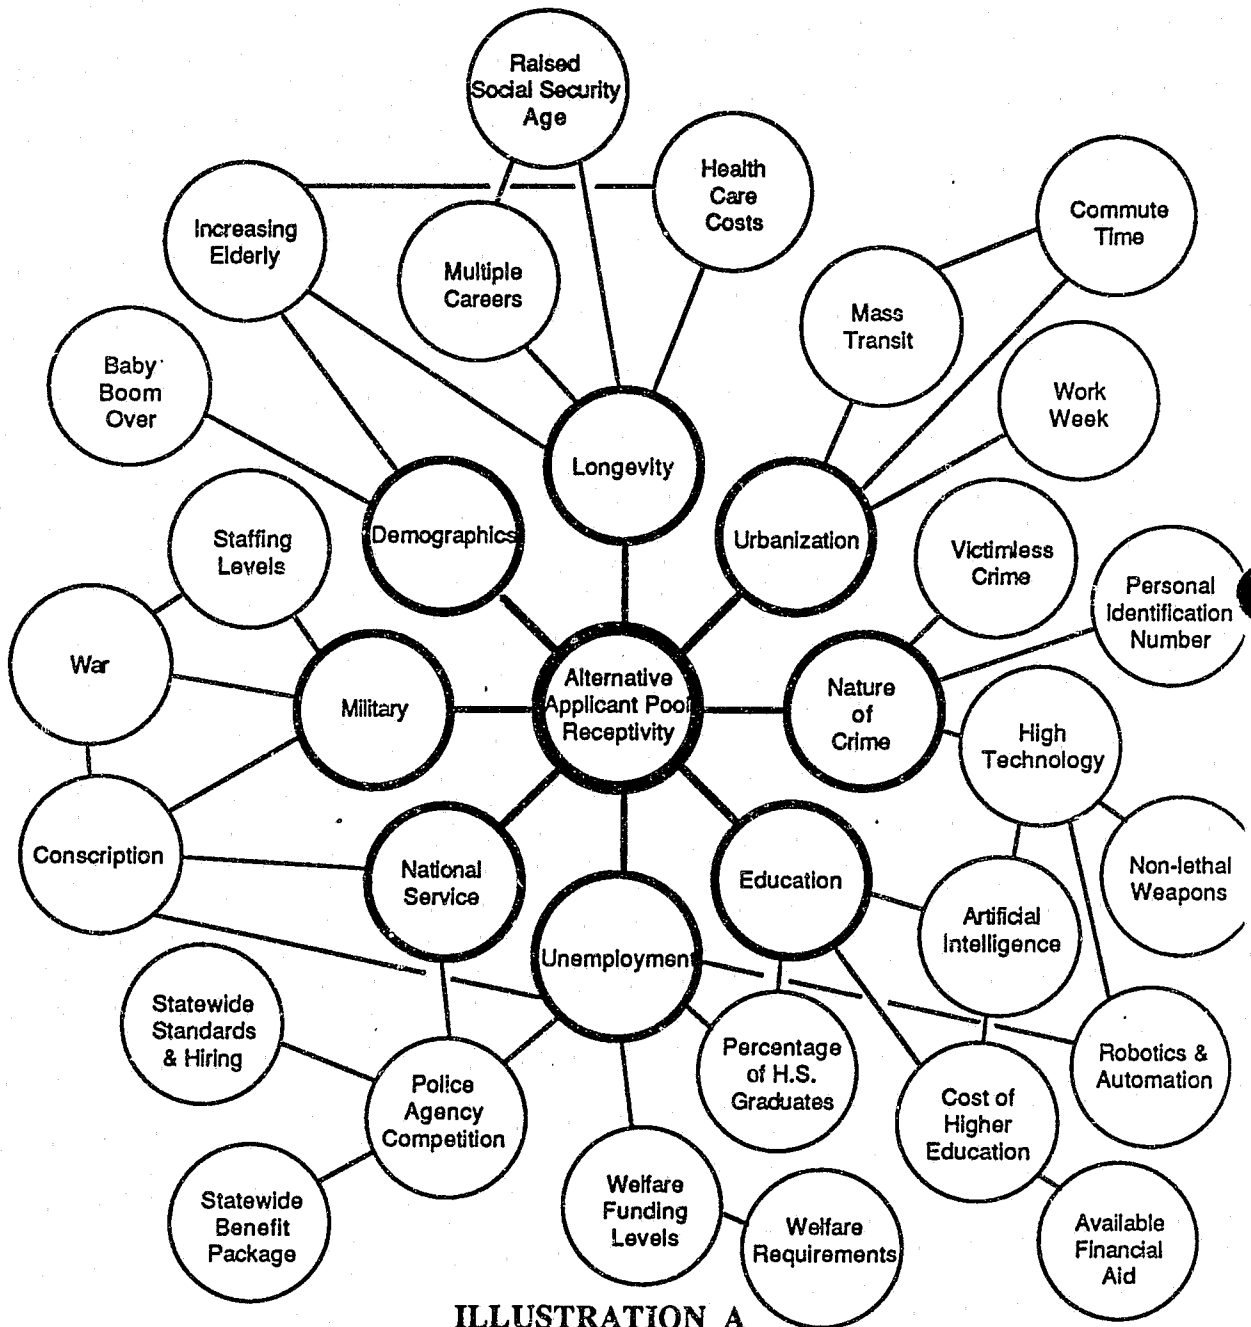 Raised
Social Security
Age
Health
Care
Costs
Commute
Time
Increasing
Elderly
Multiple
Careers
Mass
Transit
Baby
Boom
Over
Work
Week
Longevity
Demographics
Urbanization
Staffing
Levels
Victimless
Crime
Personal
Identification
Number
War
Military
Alternative
Applicant Pool
Receptivity
Nature
of
Crime
High
Technology
Conscription
National
Service
Education
Non-lethal
Weapons
Artificial
Intelligence
Unemployment
Statewide
Standards
& Hiring
Percentage
of H.S.
Graduates
Robotics &
Automation
Police
Agency
Competition
Cost of
Higher
Education
Statewide
Benefit
Package
Welfare
Funding
Levels
Welfare
Requirements
Available
Financial
Aid
ILLUSTRATION A